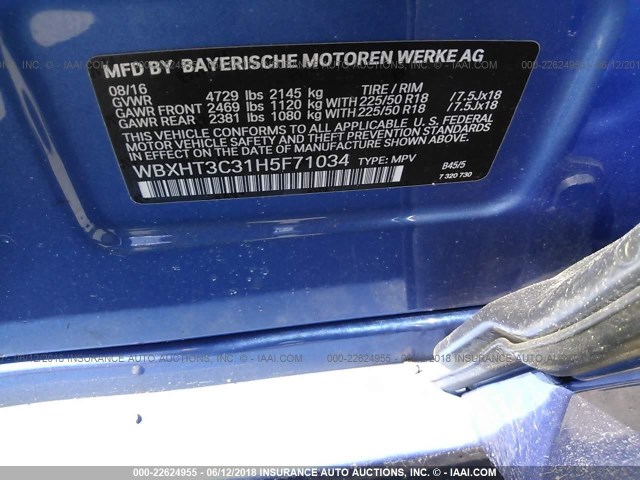 MFD BY BAYERISCHE MOTOREN WERKE AG
08/16
GVWR 4729 lbs 2145 kg TIRE / RIM
GAWR FRONT 2469 lbs 1120 kg WITH 225/50 R18 /7.5Jx18
GAWR REAR 2381 lbs 1080 kg WITH 225/50 R18 /7.5Jx18
THIS VEHICLE CONFORMS TO ALL APPLICABLE U.S. FEDERAL
MOTOR VEHICLE SAFETY, BUMPER AND THEFT PREVENTION
STANDARDS IN EFFECT ON THE DATE OF MANUFACTURE SHOWN ABOVE.
WBXHT3C31H5F71034 TYPE: MPV B45/5
7 320 730
000-22624955 - 06/12/2018 INSURANCE AUTO AUCTIONS, INC. - © - IAAI.COM